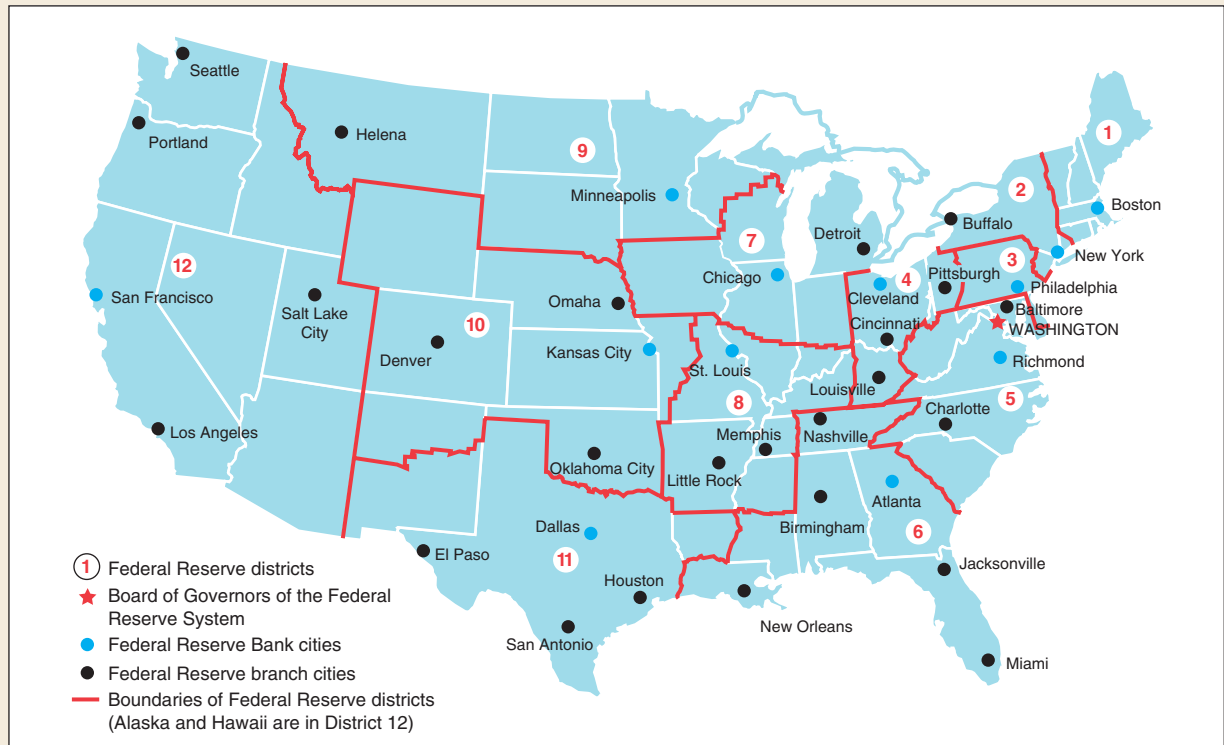 Seattle
Portland
Helena
9
1
Minneapolis
2
Boston
Buffalo
7
Detroit
3
New York
12
Chicago
4
Pittsburgh
Philadelphia
San Francisco
Omaha
Cleveland
Baltimore
Salt Lake
City
10
Cincinnati
WASHINGTON
Denver
Kansas City
St. Louis
Richmond
Louisville
8
5
Charlotte
Los Angeles
Memphis
Nashville
Oklahoma City
Little Rock
Atlanta
Dallas
Birmingham
6
El Paso
11
Jacksonville
1 Federal Reserve districts
Houston
Board of Governors of the Federal
Reserve System
New Orleans
Federal Reserve Bank cities
San Antonio
Miami
Federal Reserve branch cities
Boundaries of Federal Reserve districts
(Alaska and Hawaii are in District 12)